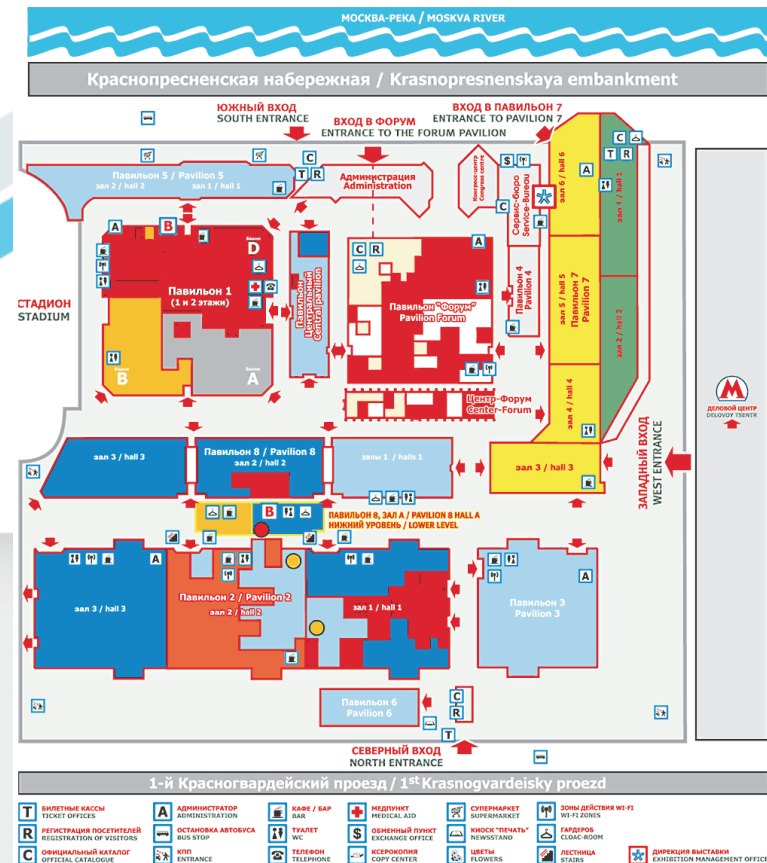 МОСКВА-РЕКА / MOSKVA RIVER
Краснопресненская набережная / Krasnopresnenskaya embankment
ЮЖНЫЙ ВХОД
SOUTH ENTRANCE
ВХОД В ФОРУМ
ENTRANCE TO THE FORUM PAVILION
ВХОД В ПАВИЛЬОН 7
ENTRANCE TO PAVILION 7
Павильон 5 / Pavilion 5
зал 2 / hall 2
зал 1 / hall 1
C
T R
Администрация
Administration
Конгресс-центр
Congress centre
$
C
Сервис-бюро
Service-Bureau
зал 6 / hall 6
A
C
T R
зал 1 / hall 1
A
B
D
Павильон 1
(1 и 2 этажи)
B
A
Павильон
Центральный
Central pavilion
C R
A
Павильон "Форум"
Pavilion Forum
Павильон 4
Pavilion 4
зал 5 / hall 5
Павильон 7
Pavilion 7
зал 2 / hall 2
СТАДИОН
STADIUM
Центр-Форум
Center-Forum
зал 4 / hall 4
ДЕЛОВОЙ ЦЕНТР
DELOVOY TSENTR
ЗАПАДНЫЙ ВХОД
WEST ENTRANCE
зал 3 / hall 3
Павильон 8 / Pavilion 8
зал 2 / hall 2
залы 1 / halls 1
зал 3 / hall 3
B
ПАВИЛЬОН 8, ЗАЛ А / PAVILION 8 HALL A
НИЖНИЙ УРОВЕНЬ / LOWER LEVEL
A
зал 3 / hall 3
Павильон 2 / Pavilion 2
зал 2 / hall 2
зал 1 / hall 1
A
Павильон 3
Pavilion 3
Павильон 6
Pavilion 6
C
R
T
СЕВЕРНЫЙ ВХОД
NORTH ENTRANCE
1-й Красногвардейский проезд / 1st Krasnogvardeisky proezd
T БИЛЕТНЫЕ КАССЫ
TICKET OFFICES
A АДМИНИСТРАТОР
ADMINISTRATION
КАФЕ / БАР
BAR
МЕДПУНКТ
MEDICAL AID
СУПЕРМАРКЕТ
SUPERMARKET
ЗОНЫ ДЕЙСТВИЯ WI-FI
WI-FI ZONES
R РЕГИСТРАЦИЯ ПОСЕТИТЕЛЕЙ
REGISTRATION OF VISITORS
ОСТАНОВКА АВТОБУСА
BUS STOP
ТУАЛЕТ
WC
$ ОБМЕННЫЙ ПУНКТ
EXCHANGE OFFICE
КИОСК "ПЕЧАТЬ"
NEWSSTAND
ГАРДЕРОБ
CLOAC-ROOM
C ОФИЦИАЛЬНЫЙ КАТАЛОГ
OFFICIAL CATALOGUE
КПП
ENTRANCE
ТЕЛЕФОН
TELEPHONE
КСЕРОКОПИЯ
COPY CENTER
ЦВЕТЫ
FLOWERS
ЛЕСТНИЦА
STAIRS
ДИРЕКЦИЯ ВЫСТАВКИ
EXHIBITION MANAGEMENT OFFICE